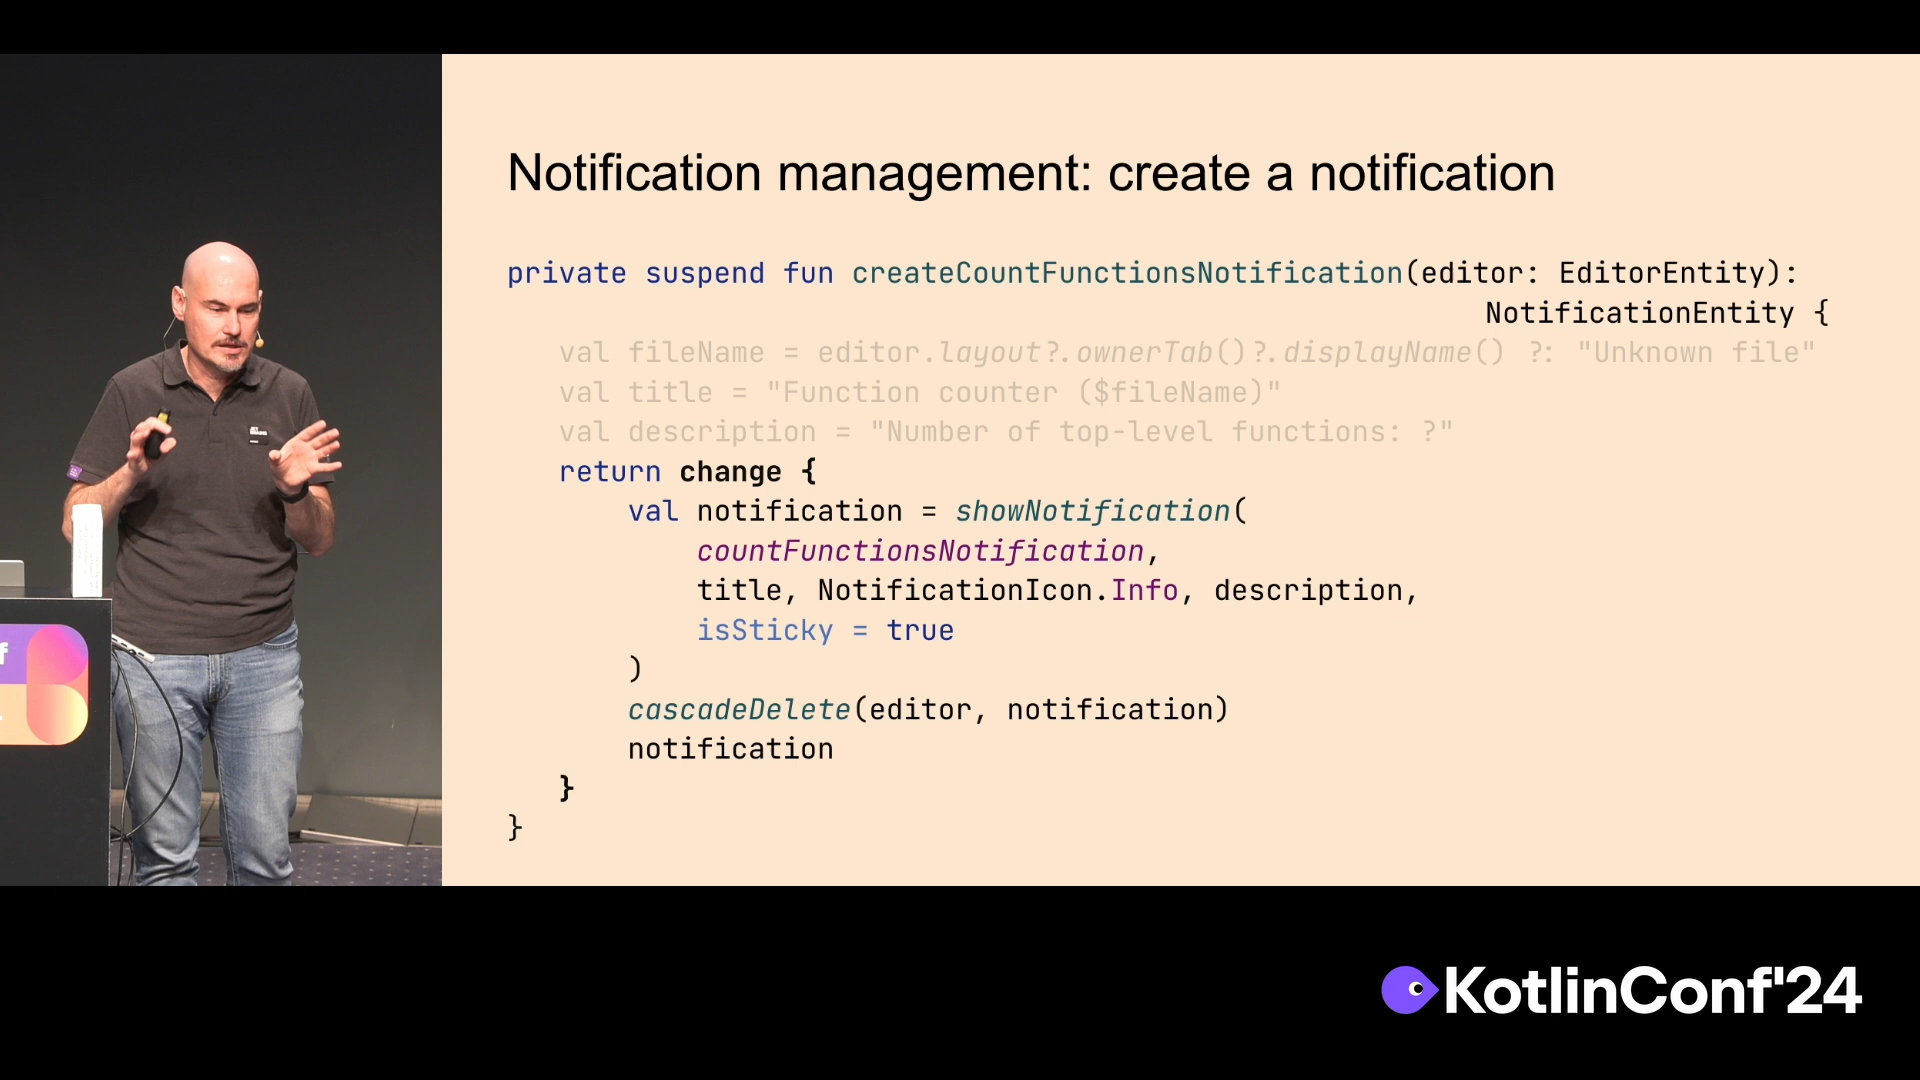 Notification management: create a notification
private suspend fun createCountFunctionsNotification(editor: EditorEntity):
NotificationEntity {
val fileName = editor.layout?.ownerTab()?.displayName() ?: "Unknown file"
val title = "Function counter ($fileName)"
val description = "Number of top-level functions: ?"
return change {
val notification = showNotification(
countFunctionsNotification,
title, NotificationIcon.Info, description,
isSticky = true
)
cascadeDelete(editor, notification)
notification
}
}
KotlinConf'24